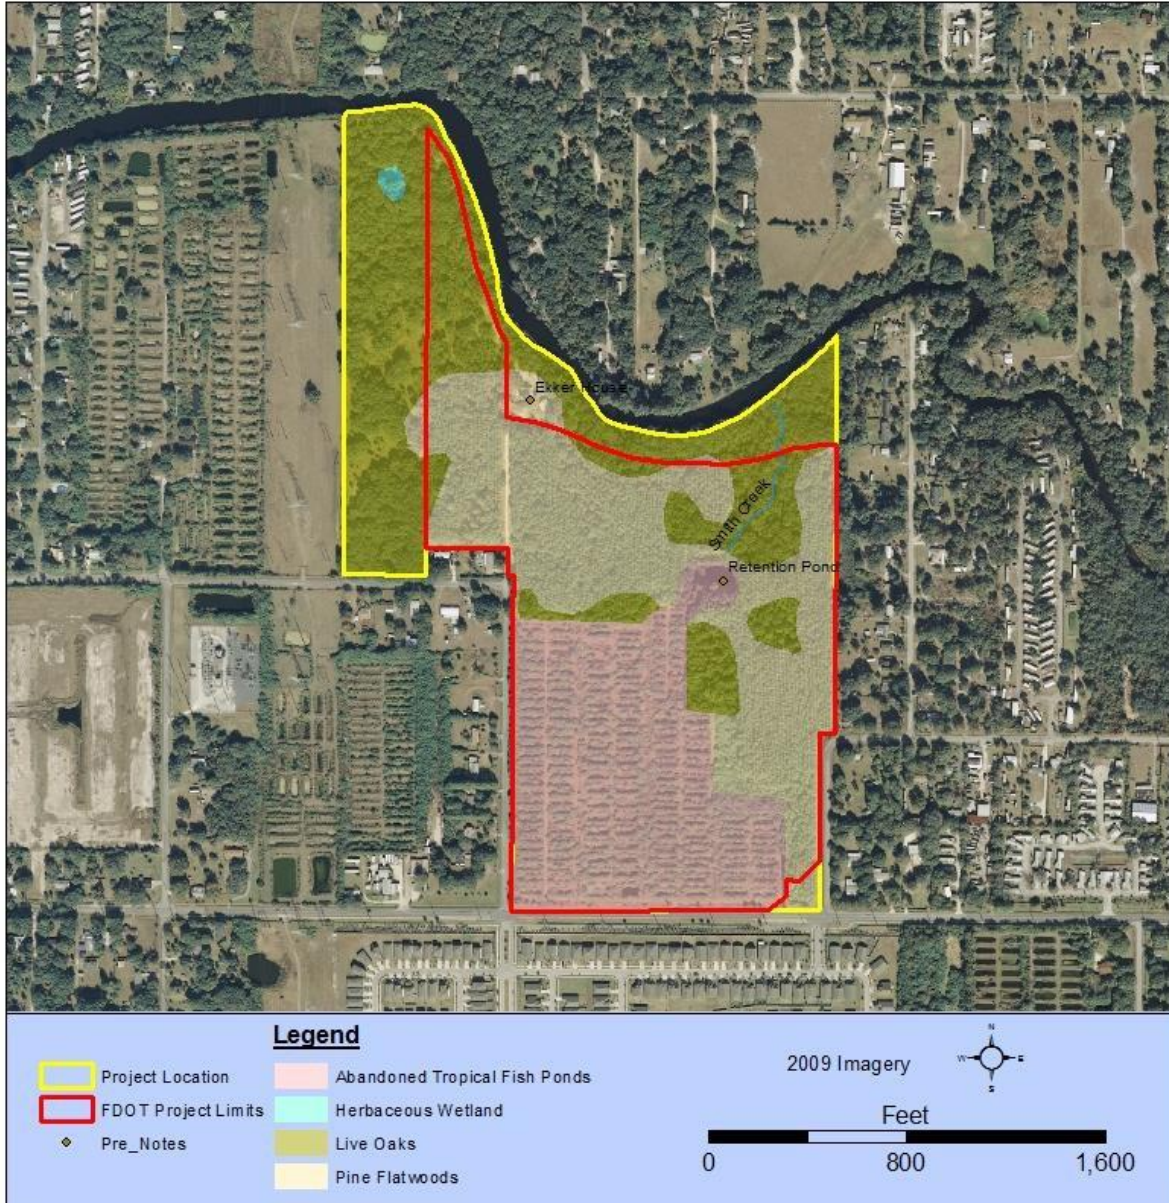 Ekker House
Smith Creek
Retention Pond
Legend
Project Location
FDOT Project Limits
Pre_Notes
Abandoned Tropical Fish Ponds
Herbaceous Wetland
Live Oaks
Pine Flatwoods
2009 Imagery
N
W
E
S
Feet
0 800 1,600